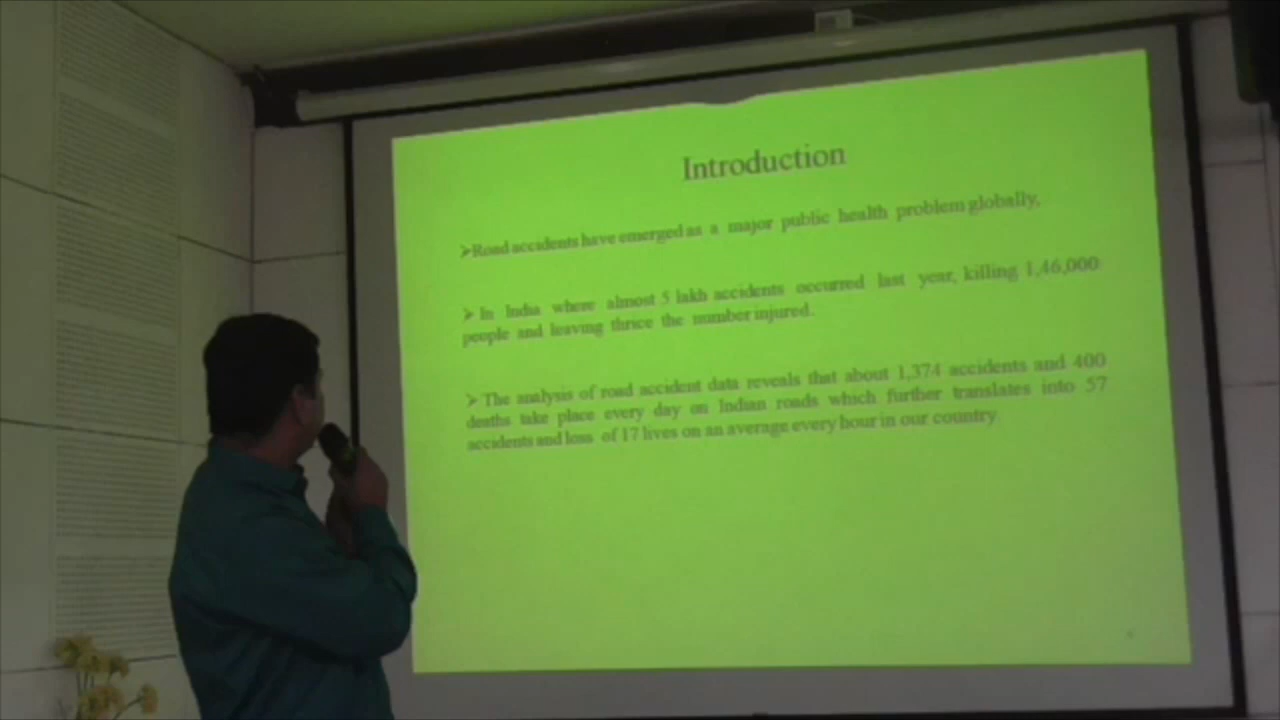 Introduction
➢Road accidents have emerged as a major public health problem globally,
➢ In India where almost 5 lakh accidents occurred last year, killing 1,46,000
people and leaving thrice the number injured.
➢ The analysis of road accident data reveals that about 1,374 accidents and 400
deaths take place every day on Indian roads which further translates into 57
accidents and loss of 17 lives on an average every hour in our country.